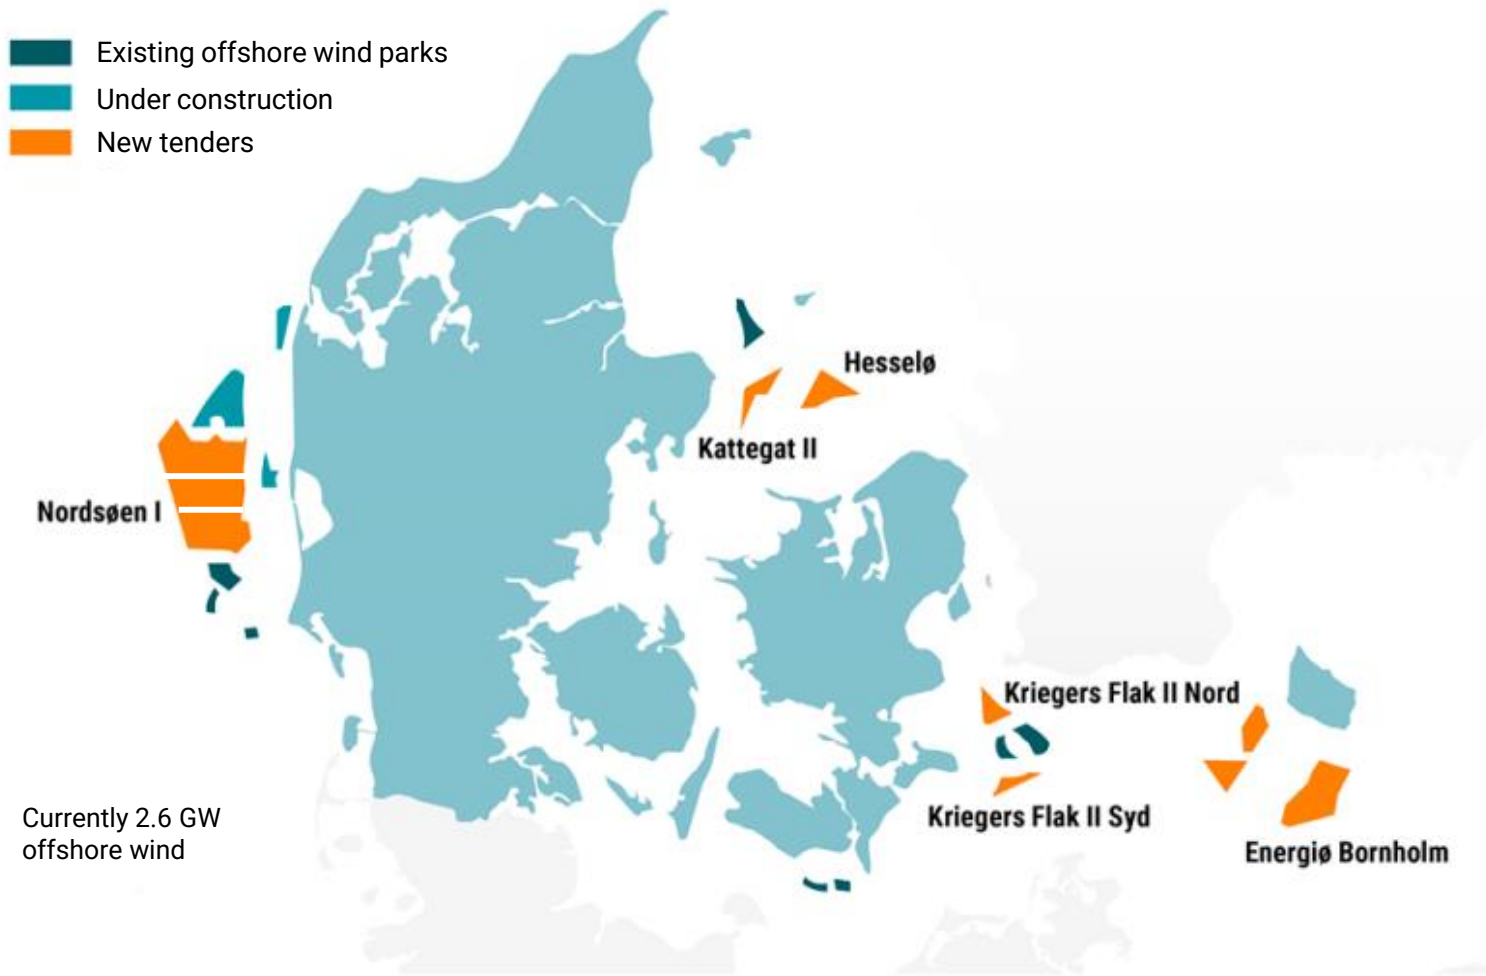 Existing offshore wind parks
Under construction
New tenders
Hesselø
Kattegat II
Nordsøen I
Kriegers Flak II Nord
Kriegers Flak II Syd
Energiø Bornholm
Currently 2.6 GW
offshore wind